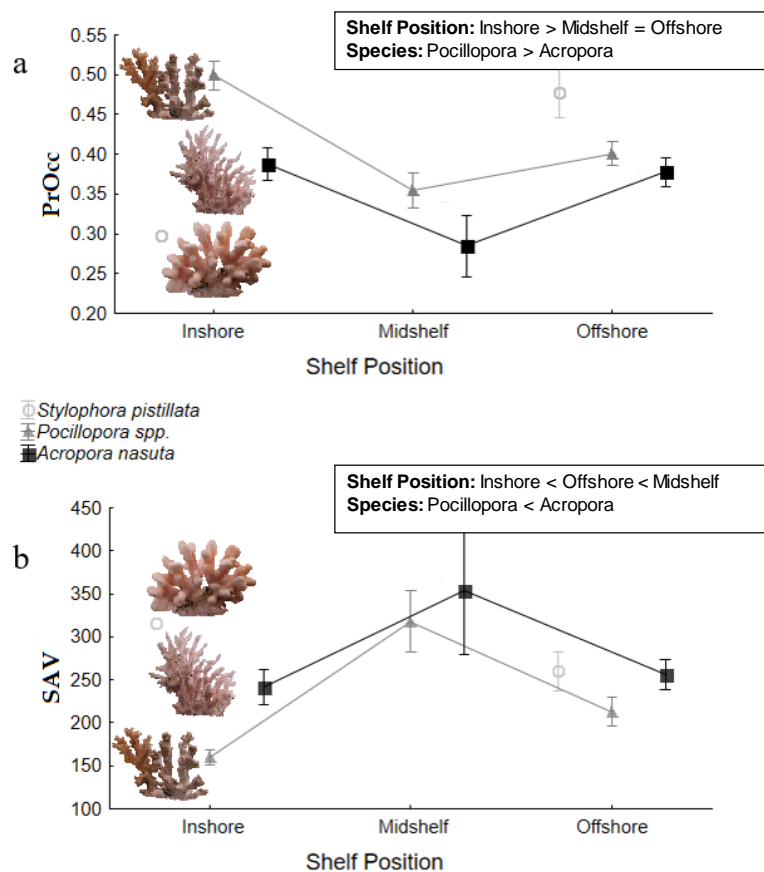 Shelf Position: Inshore > Midshelf = Offshore
Species: Pocillopora > Acropora
a
0.55
0.50
0.45
0.40
0.35
0.30
0.25
0.20
PrOcc
Inshore Midshelf Offshore
Shelf Position
Stylophora pistillata
Pocillopora spp.
Acropora nasuta
Shelf Position: Inshore < Offshore < Midshelf
Species: Pocillopora < Acropora
b
450
400
350
300
250
200
150
100
SAV
Inshore Midshelf Offshore
Shelf Position